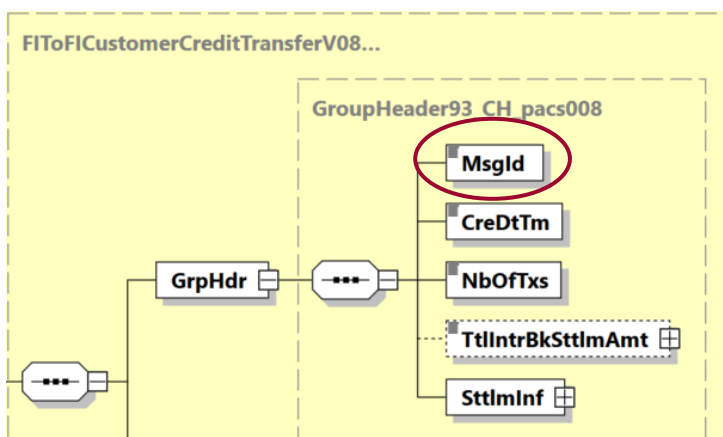 FIToFICustomerCreditTransferV08...
GroupHeader93_CH_pacs008
MsgId
CreDtTm
GrpHdr
NbOfTxs
TtlIntrBkSttlmAmt
SttlmInf